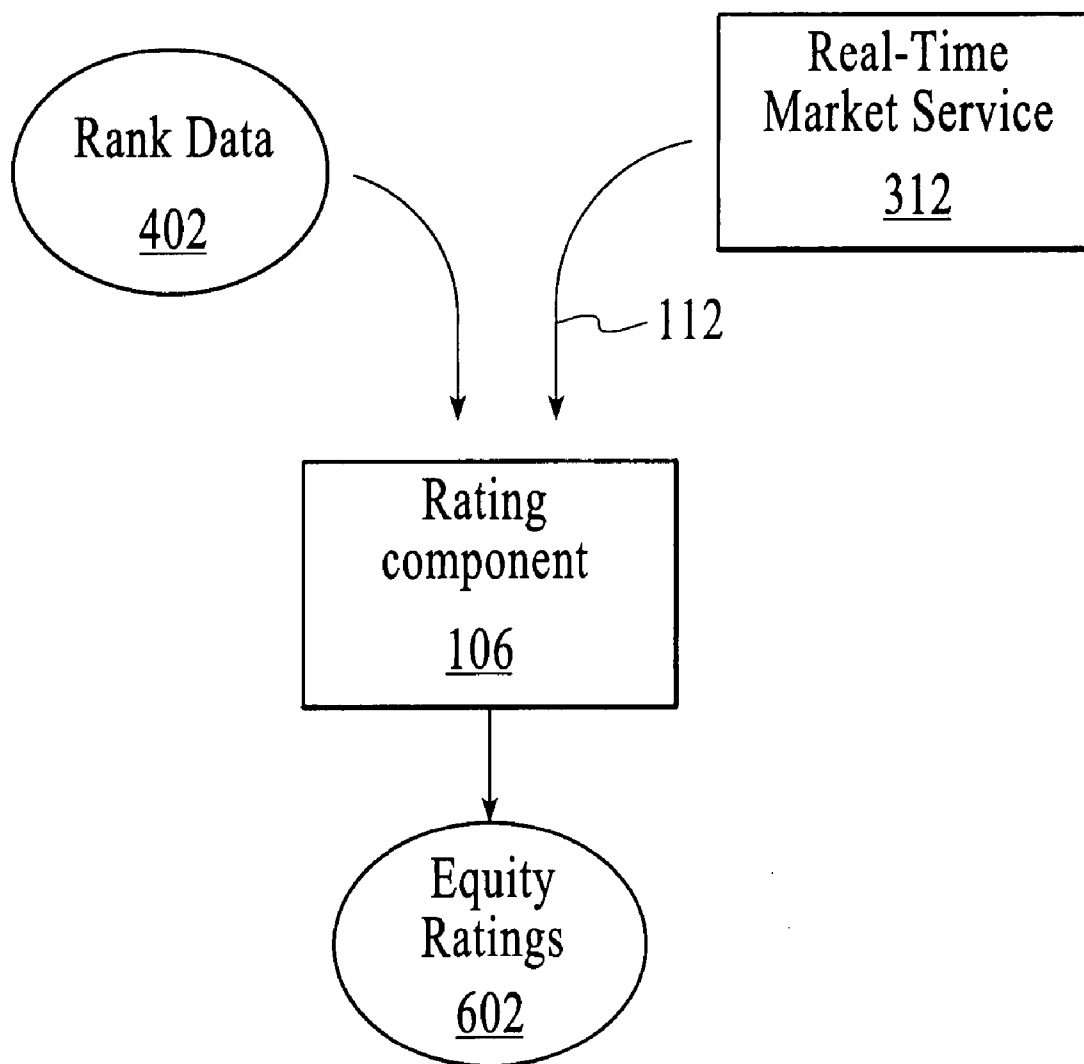 Rank Data
402
Real-Time
Market Service
312
112
Rating
component
106
Equity
Ratings
602